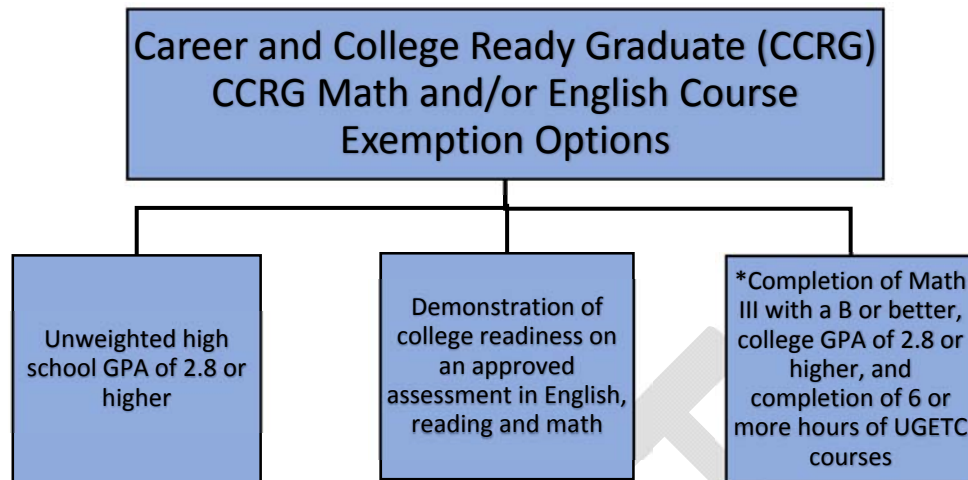 Career and College Ready Graduate (CCRG)
CCRG Math and/or English Course
Exemption Options
Unweighted high
school GPA of 2.8 or
higher
Demonstration of
college readiness on
an approved
assessment in English,
reading and math
*Completion of Math
III with a B or better,
college GPA of 2.8 or
higher, and
completion of 6 or
more hours of UGETC
courses